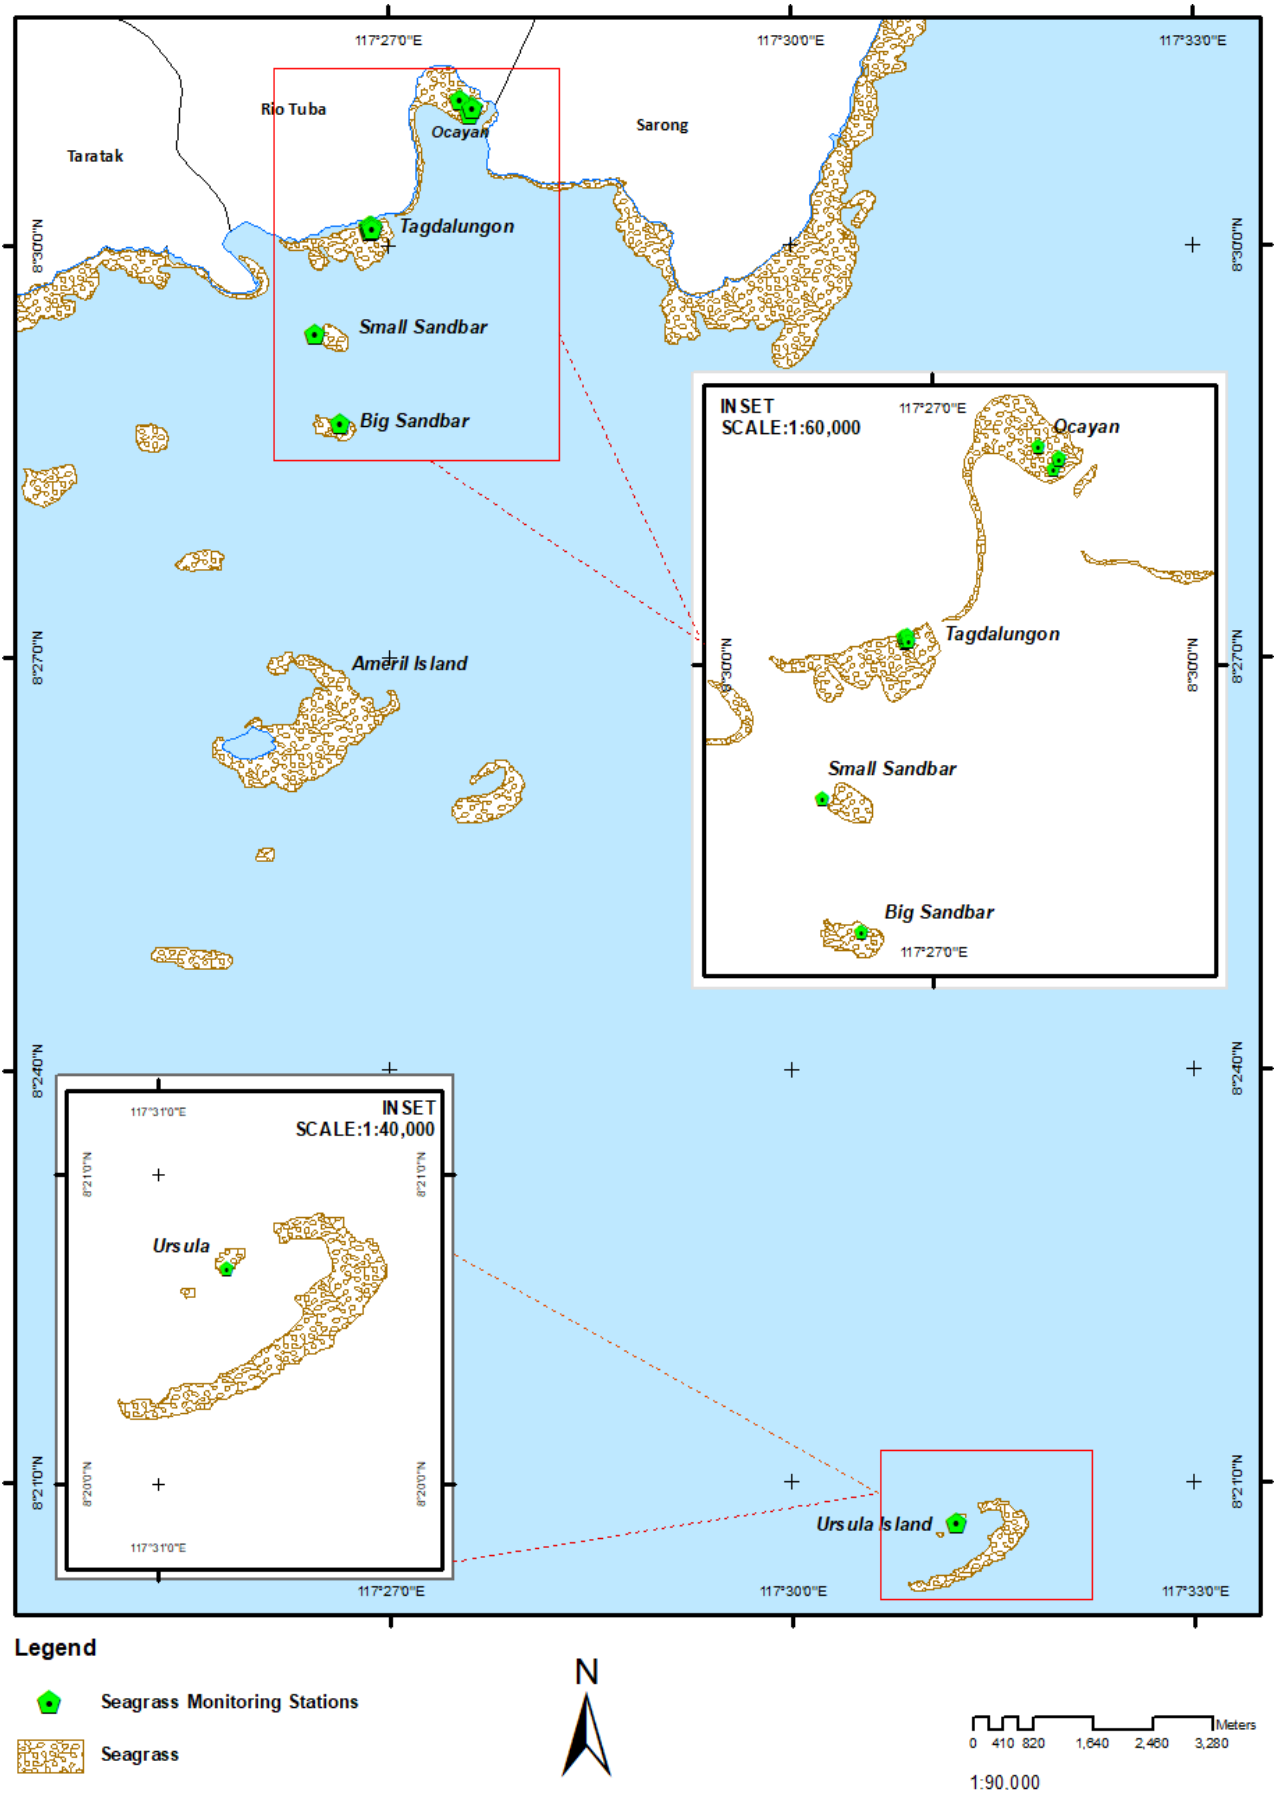 117°27'0"E
117°30'0"E
117°33'0"E
Rio Tuba
Ocayan
Sarong
Taratak
Tagdalungon
8°30'0"N
8°30'0"N
Small Sandbar
Big Sandbar
INSET
SCALE:1:60,000
117°27'0"E
Ocayan
Tagdalungon
8°30'0"N
8°30'0"N
Small Sandbar
Big Sandbar
117°27'0"E
8°27'0"N
Ameril Island
8°27'0"N
8°24'0"N
8°24'0"N
INSET
SCALE:1:40,000
117°31'0"E
8°21'0"N
8°21'0"N
Ursula
8°20'0"N
8°20'0"N
117°31'0"E
8°21'0"N
8°21'0"N
Ursula Island
117°27'0"E
117°30'0"E
117°33'0"E
Legend
Seagrass Monitoring Stations
Seagrass
N
Meters
0 410 820 1,640 2,460 3,280
1:90.000